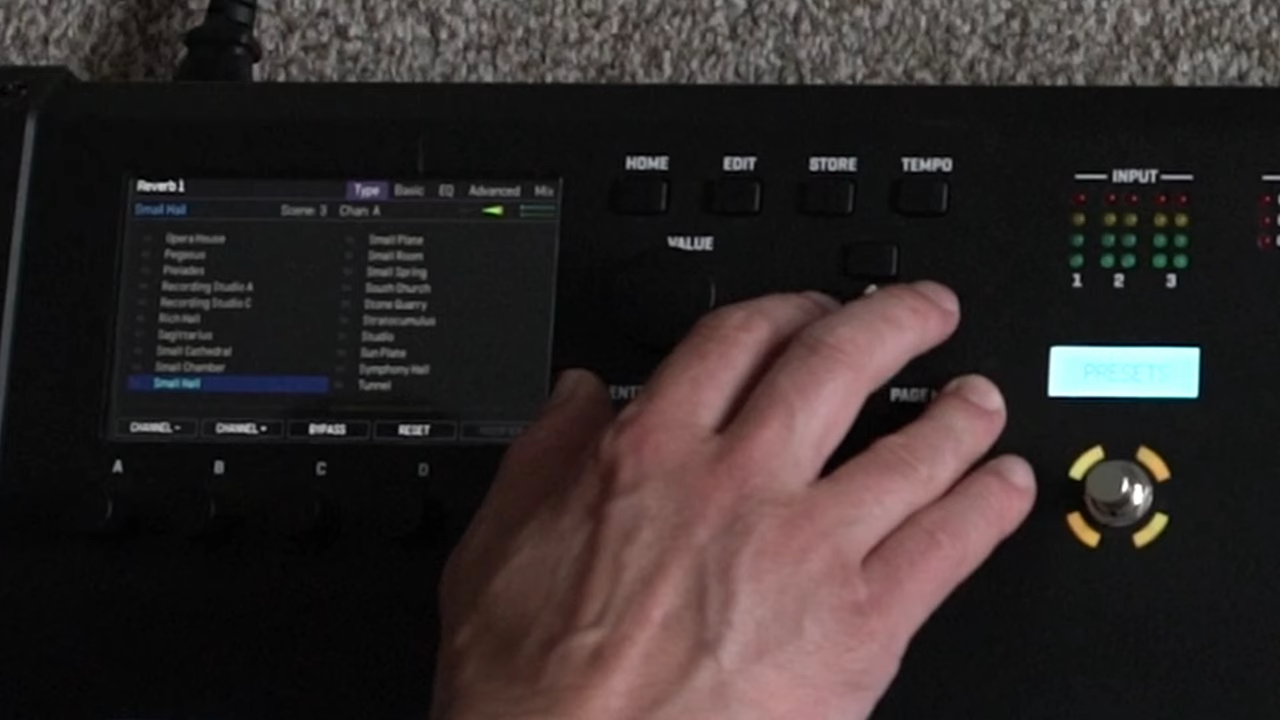 HOME EDIT STORE TEMPO
INPUT
Reverb 1 Type Basic EQ Advanced Mix
Small Hall Scene: 3 Chan: A
VALUE
Opera House Small Plate
Pegasus Small Room
Pleiades Small Spring
Recording Studio A South Church
Recording Studio C Stone Quarry
Rich Hall Stratocumulus
Sagittarius Studio
Small Cathedral Sun Plate
Small Chamber Symphony Hall
Small Hall Tunnel
1 2 3
PRESETS
ENT
PAGE
CHANNEL - CHANNEL + BYPASS RESET
A B C D